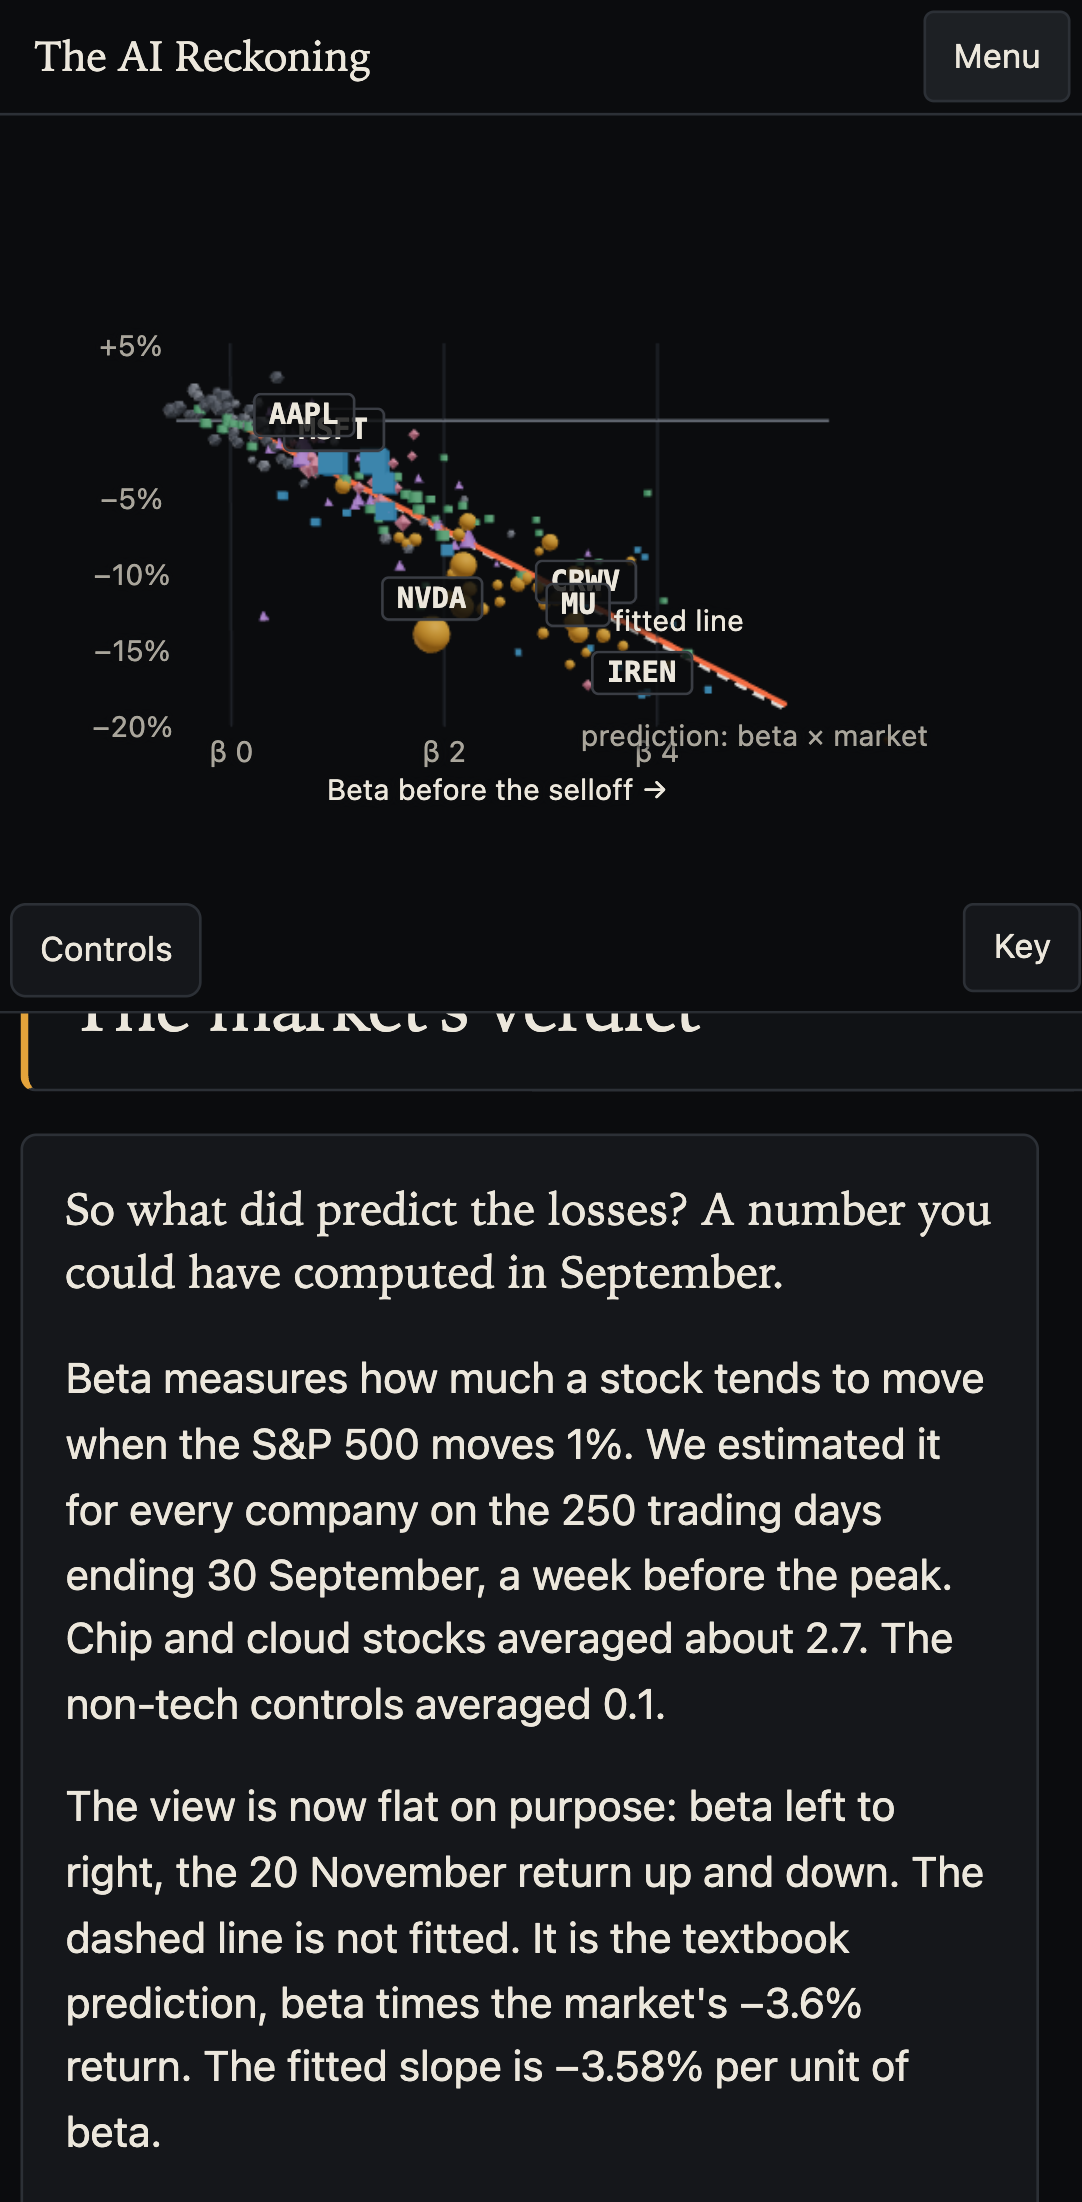 The AI Reckoning
Menu
+5%
AAPL
MSFT
−5%
−10%
CRWV
NVDA
MU
fitted line
−15%
IREN
−20%
prediction: beta × market
β 0
β 2
β 4
Beta before the selloff →
Controls
Key
The market's verdict
So what did predict the losses? A number you
could have computed in September.
Beta measures how much a stock tends to move
when the S&P 500 moves 1%. We estimated it
for every company on the 250 trading days
ending 30 September, a week before the peak.
Chip and cloud stocks averaged about 2.7. The
non-tech controls averaged 0.1.
The view is now flat on purpose: beta left to
right, the 20 November return up and down. The
dashed line is not fitted. It is the textbook
prediction, beta times the market's −3.6%
return. The fitted slope is −3.58% per unit of
beta.